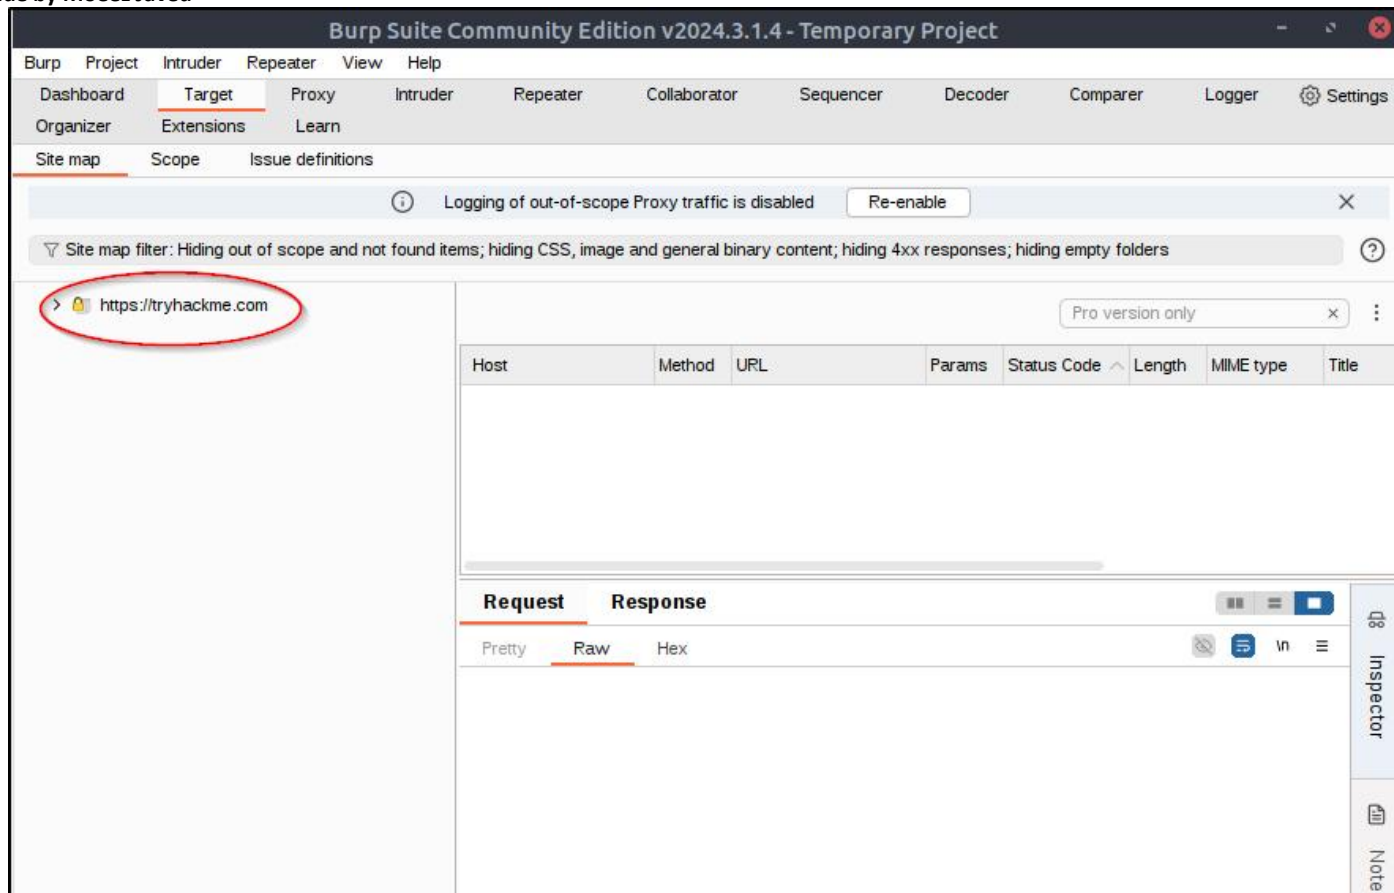 Burp Suite Community Edition v2024.3.1.4 - Temporary Project
Burp Project Intruder Repeater View Help
Dashboard Target Proxy Intruder Repeater Collaborator Sequencer Decoder Comparer Logger Settings
Organizer Extensions Learn
Site map Scope Issue definitions
Logging of out-of-scope Proxy traffic is disabled Re-enable
Site map filter: Hiding out of scope and not found items; hiding CSS, image and general binary content; hiding 4xx responses; hiding empty folders
https://tryhackme.com
Pro version only
Host Method URL Params Status Code Length MIME type Title
Request Response
Pretty Raw Hex
\n
Inspector
Note